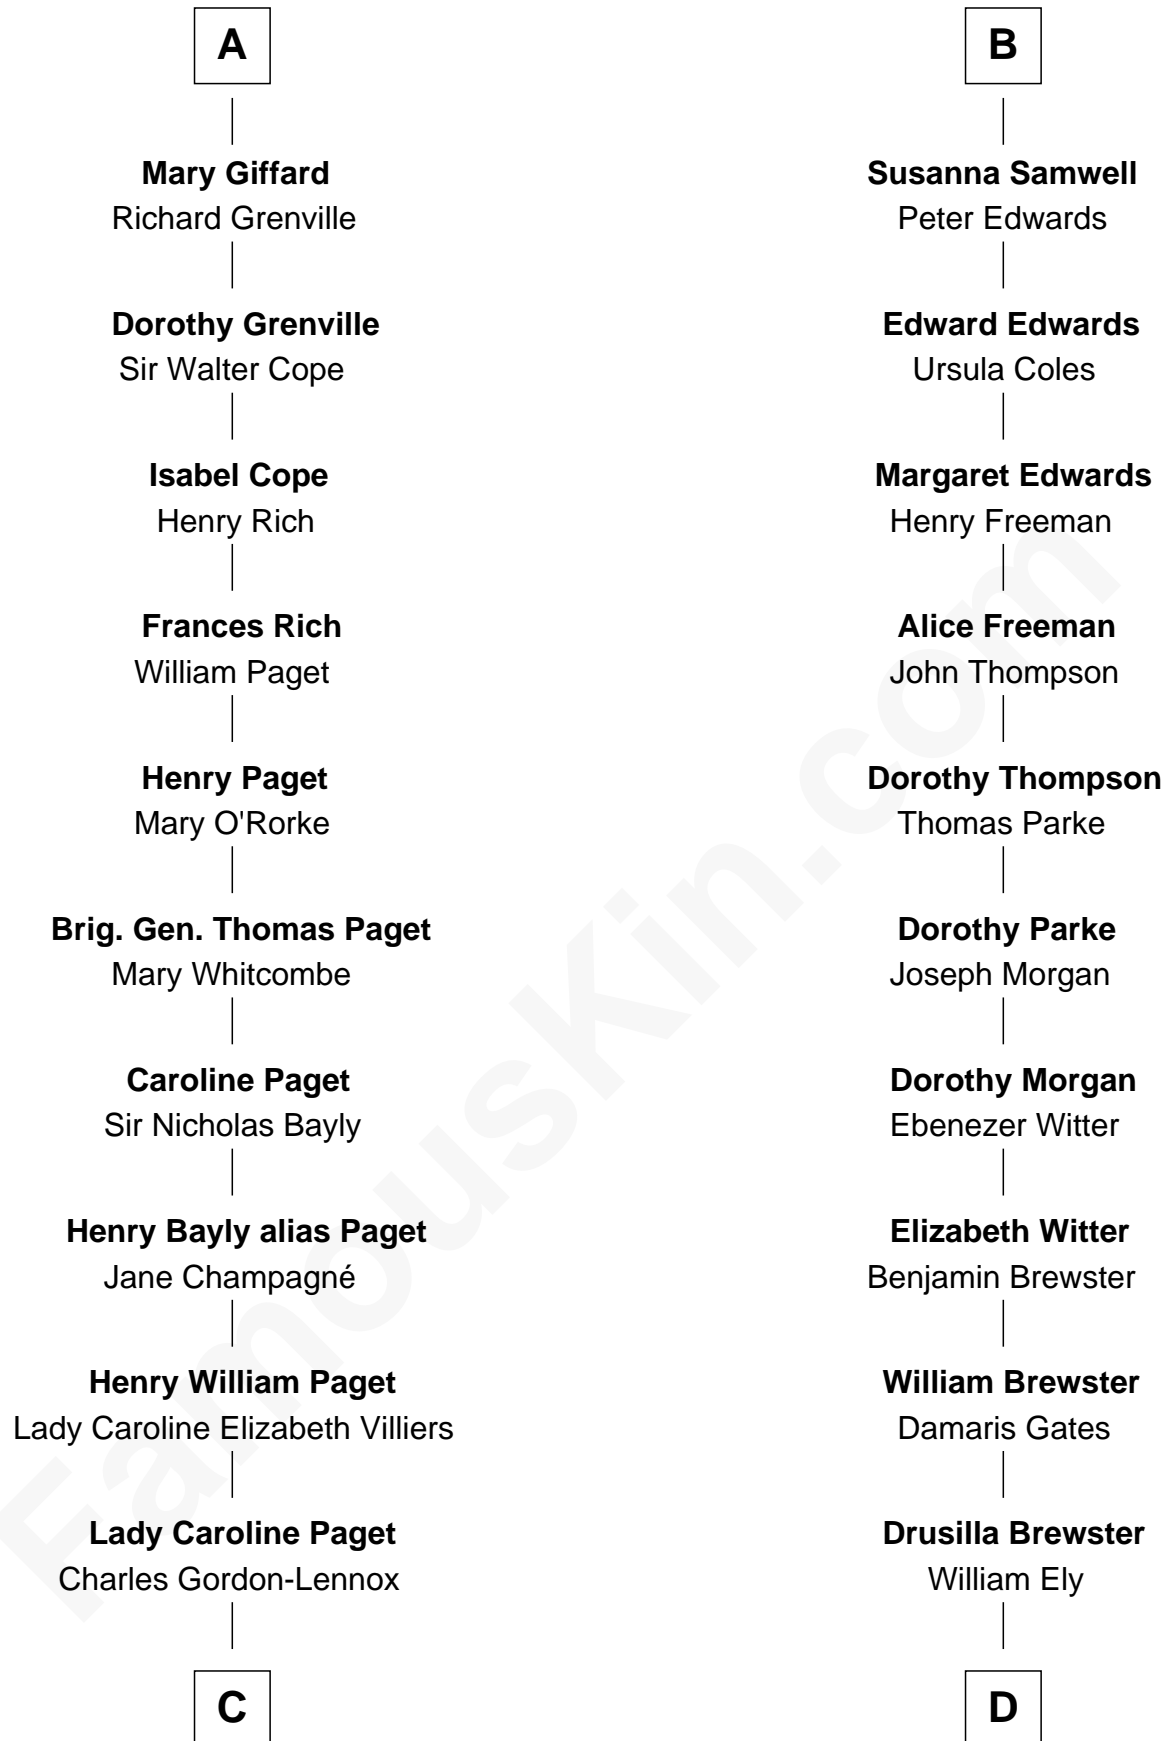 A
Mary Giffard
Richard Grenville
Dorothy Grenville
Sir Walter Cope
Isabel Cope
Henry Rich
Frances Rich
William Paget
Henry Paget
Mary O'Rorke
Brig. Gen. Thomas Paget
Mary Whitcombe
Caroline Paget
Sir Nicholas Bayly
Henry Bayly alias Paget
Jane Champagné
Henry William Paget
Lady Caroline Elizabeth Villiers
Lady Caroline Paget
Charles Gordon-Lennox
C
B
Susanna Samwell
Peter Edwards
Edward Edwards
Ursula Coles
Margaret Edwards
Henry Freeman
Alice Freeman
John Thompson
Dorothy Thompson
Thomas Parke
Dorothy Parke
Joseph Morgan
Dorothy Morgan
Ebenezer Witter
Elizabeth Witter
Benjamin Brewster
William Brewster
Damaris Gates
Drusilla Brewster
William Ely
D
FamousKin.com